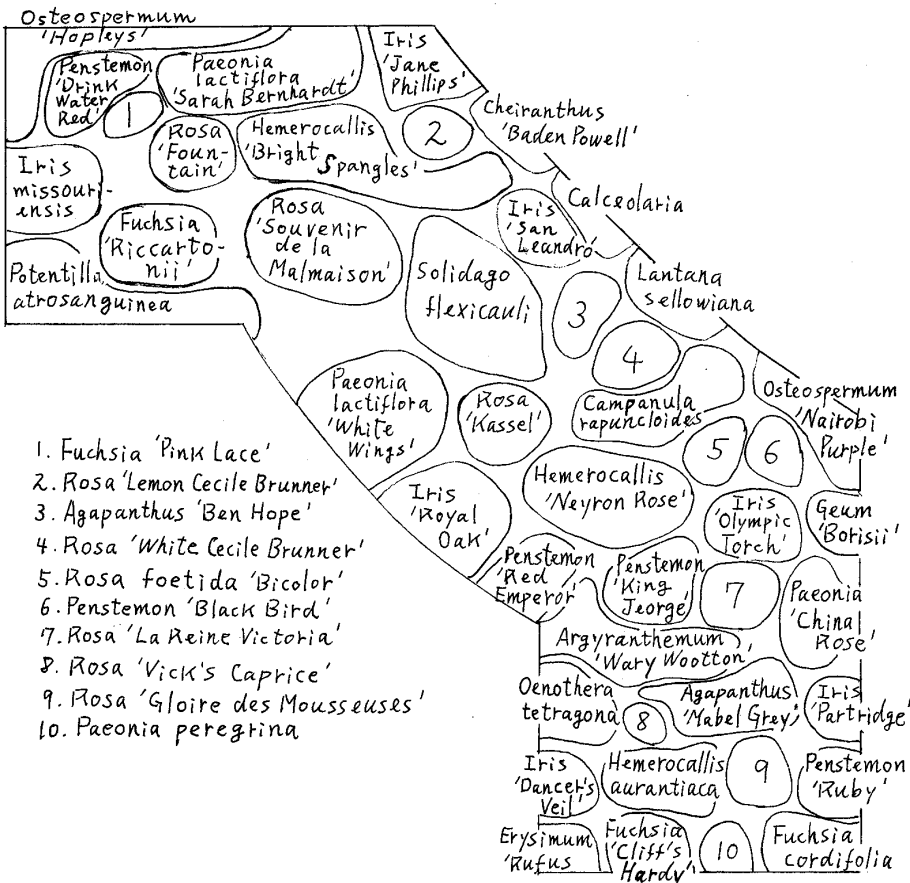 Osteospermum
'Hopleys'
Penstemon
'Drink
Water
Red'
1
Paeonia
lactiflora
'Sarah Bernhardt'
Iris
'Jane
Phillips'
2
Cheiranthus
'Baden Powell'
Rosa
'Foun-
tain'
Hemerocallis
'Bright
Spangles'
Iris
missouri-
ensis
Calceolaria
Iris
'San
Leandro'
Rosa
'Souvenir
de la
Malmaison'
Fuchsia
'Riccarto-
nii'
Potentilla
atrosanguinea
Solidago
flexicauli
3
Lantana
sellowiana
4
Paeonia
lactiflora
'White
Wings'
Rosa
'Kassel'
Campanula
rapuncloides
Osteospermum
'Nairobi
Purple'
5
6
Hemerocallis
'Neyron Rose'
Iris
'Royal
Oak'
Iris
'Olympic
Torch'
Geum
'Borisii'
Penstemon
'Red
Emperor'
Penstemon
'King
Jeorge'
7
Paeonia
'Chinal
Rose'
Argyranthemum
'Wary Wootton'
Oenothera
tetragona
8
Agapanthus
'Mabel Grey'
Iris
'Partridge'
Iris
'Dancer's
Veil'
Hemerocallis
aurantiaca
9
Penstemon
'Ruby'
Erysimum
'Rufus
Fuchsia
'Cliff's
Hardy'
10
Fuchsia
cordifolia
1. Fuchsia 'Pink Lace'
2. Rosa 'Lemon Cecile Brunner'
3. Agapanthus 'Ben Hope'
4. Rosa 'White Cecile Brunner'
5. Rosa foetida 'Bicolor'
6. Penstemon 'Black Bird'
7. Rosa 'La Reine Victoria'
8. Rosa 'Vick's Caprice'
9. Rosa 'Gloire des Mousseuses'
10. Paeonia peregrina